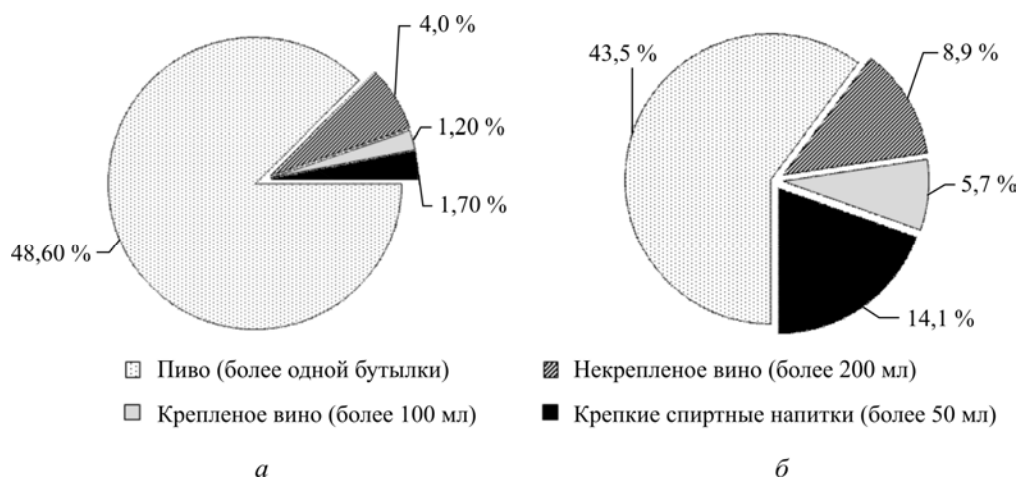 4,0 %
1,20 %
1,70 %
48,60 %
43,5 %
8,9 %
5,7 %
14,1 %
Пиво (более одной бутылки)
Некрепленое вино (более 200 мл)
Крепленое вино (более 100 мл)
Крепкие спиртные напитки (более 50 мл)
а
б